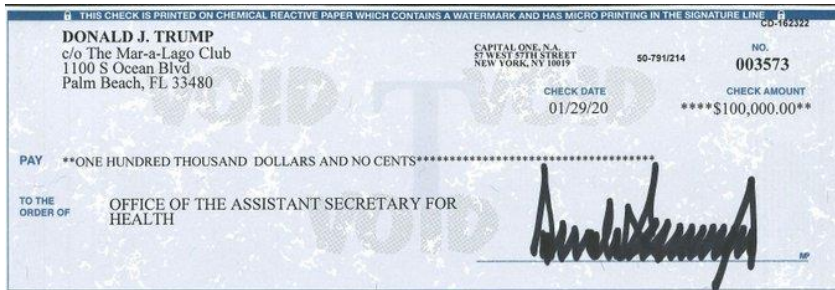 THIS CHECK IS PRINTED ON CHEMICAL REACTIVE PAPER WHICH CONTAINS A WATERMARK AND HAS MICRO PRINTING IN THE SIGNATURE LINE
CD-162322
DONALD J. TRUMP
c/o The Mar-a-Lago Club
1100 S Ocean Blvd
Palm Beach, FL 33480
CAPITAL ONE, N.A.
57 WEST 57TH STREET
NEW YORK, NY 10019
50-791/214
NO.
003573
CHECK DATE
01/29/20
CHECK AMOUNT
****$100,000.00**
VOID
VOID
T
PAY **ONE HUNDRED THOUSAND DOLLARS AND NO CENTS****************************************
TO THE
ORDER OF
OFFICE OF THE ASSISTANT SECRETARY FOR
HEALTH
VOID
MP